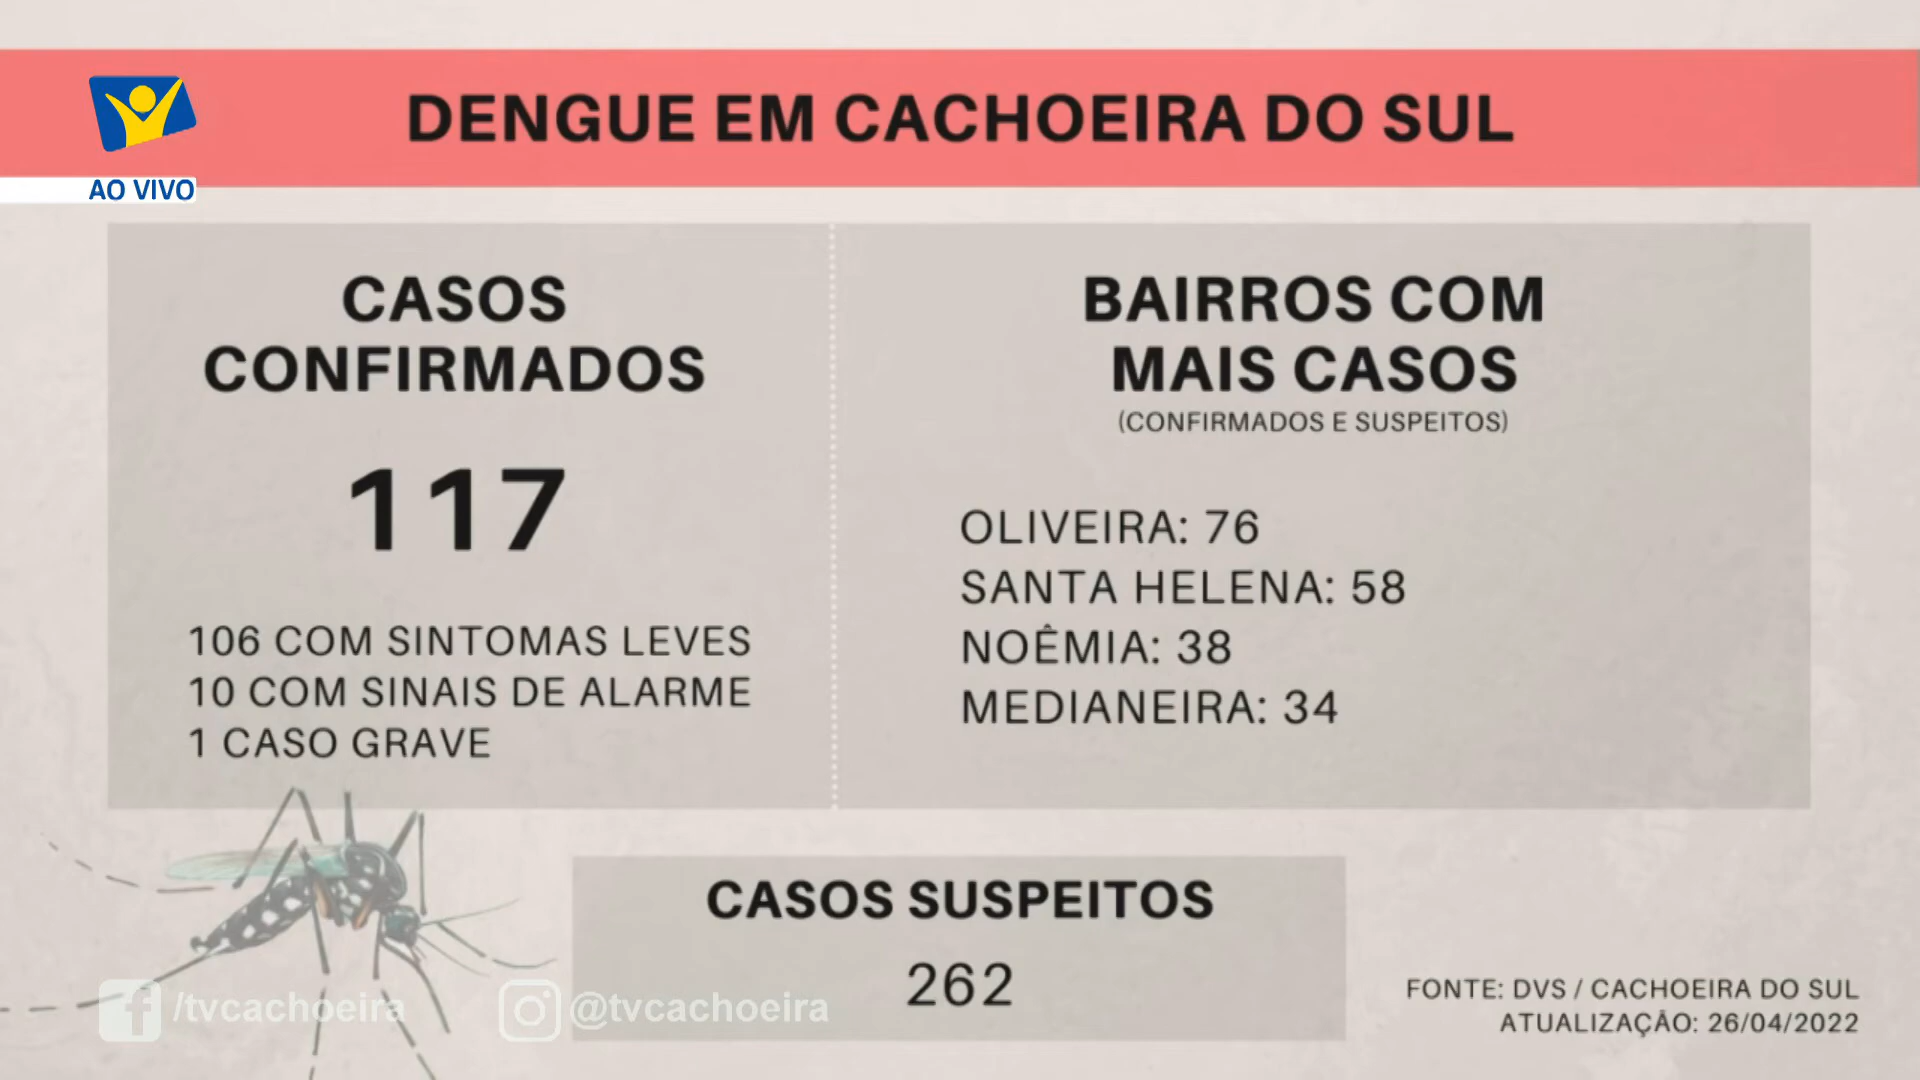 DENGUE EM CACHOEIRA DO SUL
AO VIVO
CASOS
CONFIRMADOS
117
106 COM SINTOMAS LEVES
10 COM SINAIS DE ALARME
1 CASO GRAVE
BAIRROS COM
MAIS CASOS
(CONFIRMADOS E SUSPEITOS)
OLIVEIRA: 76
SANTA HELENA: 58
NOÊMIA: 38
MEDIANEIRA: 34
CASOS SUSPEITOS
262
/tvcachoeira
@tvcachoeira
FONTE: DVS / CACHOEIRA DO SUL
ATUALIZAÇÃO: 26/04/2022